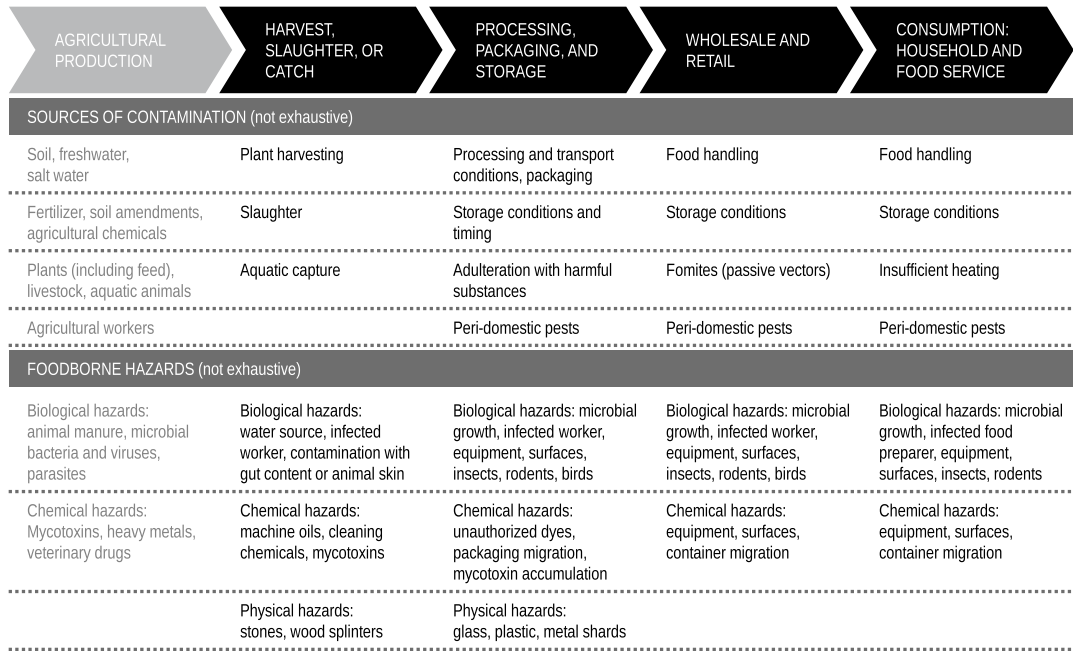 AGRICULTURAL
PRODUCTION
HARVEST,
SLAUGHTER, OR
CATCH
PROCESSING,
PACKAGING, AND
STORAGE
WHOLESALE AND
RETAIL
CONSUMPTION:
HOUSEHOLD AND
FOOD SERVICE
SOURCES OF CONTAMINATION (not exhaustive)
Soil, freshwater,
salt water
Plant harvesting
Processing and transport
conditions, packaging
Food handling
Food handling
Fertilizer, soil amendments,
agricultural chemicals
Slaughter
Storage conditions and
timing
Storage conditions
Storage conditions
Plants (including feed),
livestock, aquatic animals
Aquatic capture
Adulteration with harmful
substances
Fomites (passive vectors)
Insufficient heating
Agricultural workers
Peri-domestic pests
Peri-domestic pests
Peri-domestic pests
FOODBORNE HAZARDS (not exhaustive)
Biological hazards:
animal manure, microbial
bacteria and viruses,
parasites
Biological hazards:
water source, infected
worker, contamination with
gut content or animal skin
Biological hazards: microbial
growth, infected worker,
equipment, surfaces,
insects, rodents, birds
Biological hazards: microbial
growth, infected worker,
equipment, surfaces,
insects, rodents, birds
Biological hazards: microbial
growth, infected food
preparer, equipment,
surfaces, insects, rodents
Chemical hazards:
Mycotoxins, heavy metals,
veterinary drugs
Chemical hazards:
machine oils, cleaning
chemicals, mycotoxins
Chemical hazards:
unauthorized dyes,
packaging migration,
mycotoxin accumulation
Chemical hazards:
equipment, surfaces,
container migration
Chemical hazards:
equipment, surfaces,
container migration
Physical hazards:
stones, wood splinters
Physical hazards:
glass, plastic, metal shards